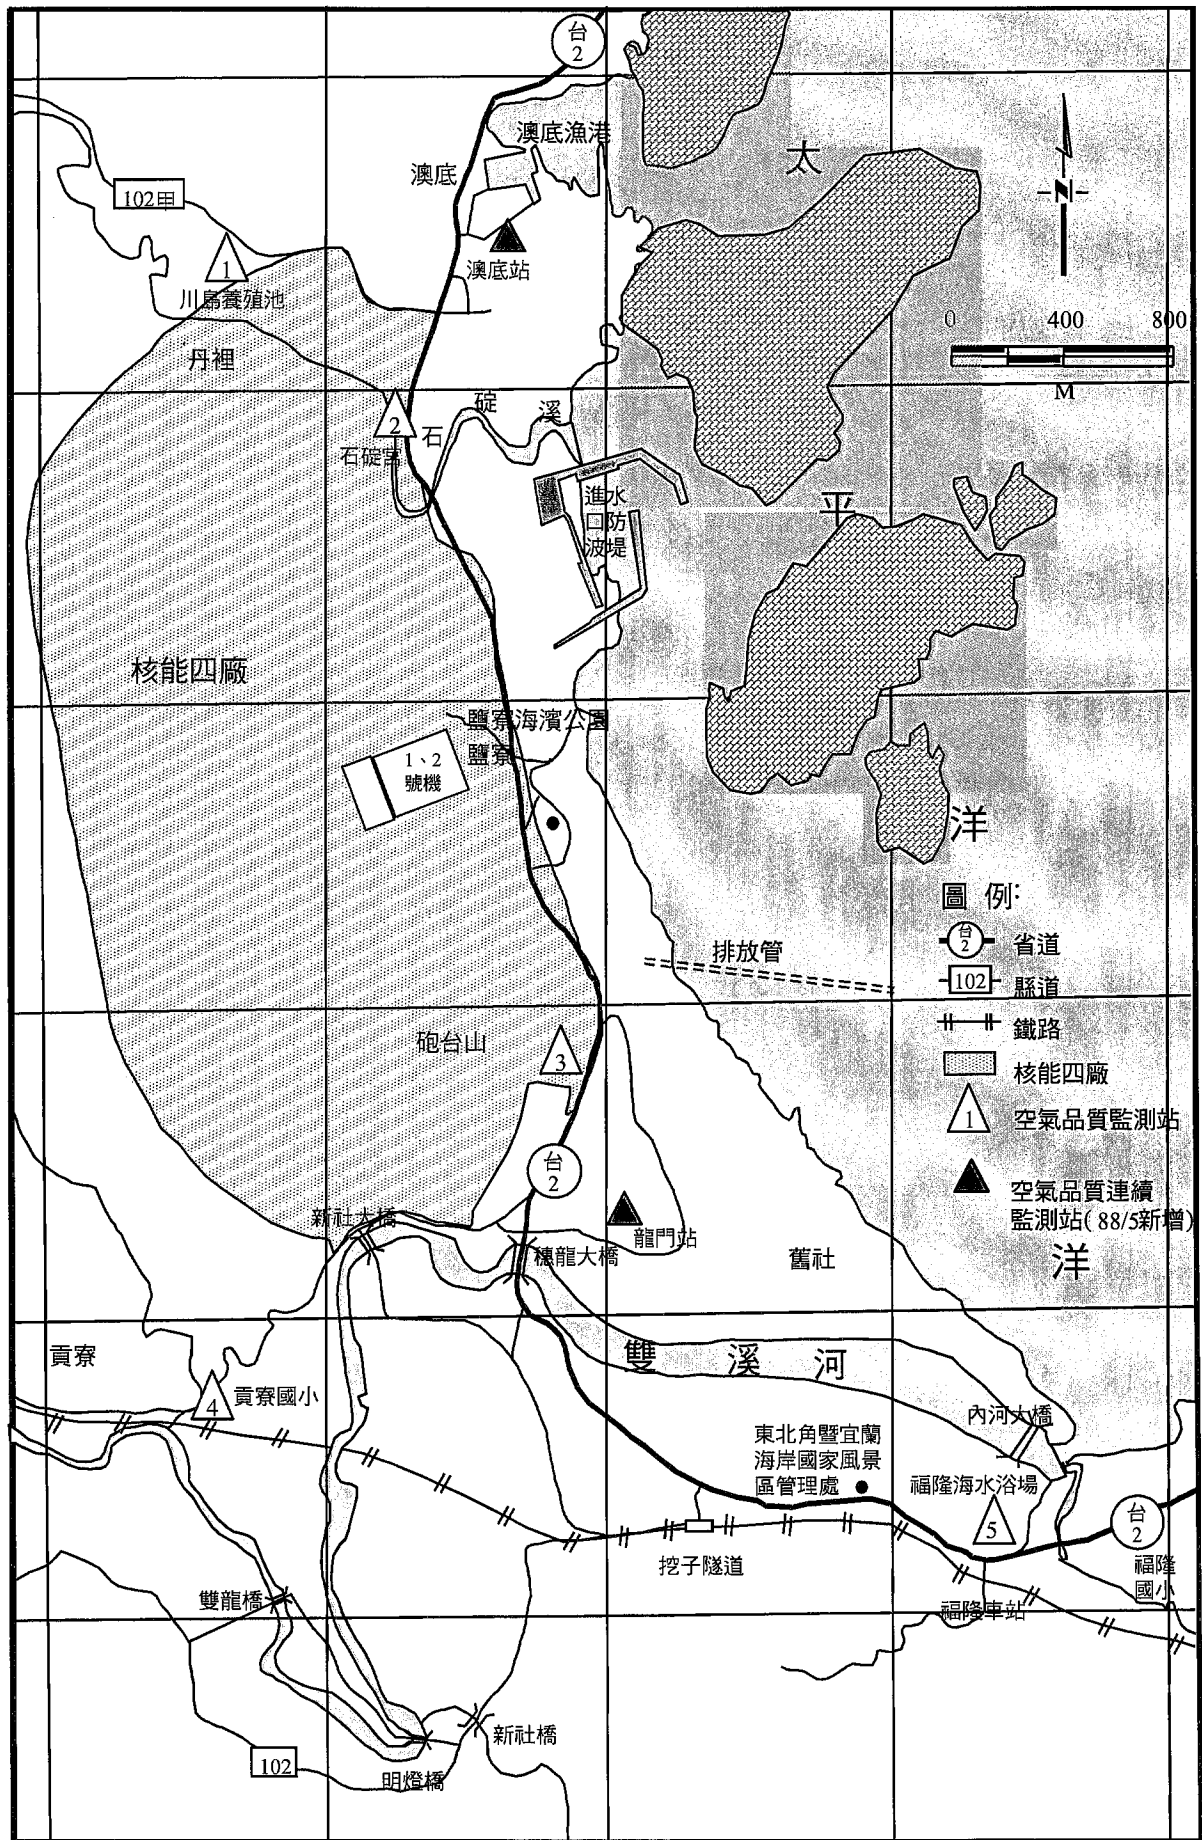 台
2
澳底漁港
太
澳底
102甲
N
1
澳底站
川島養殖池
0 400 800
M
丹裡
碇 溪
2
石
石碇宮
進水
口防
波堤
平
核能四廠
鹽寮海濱公園
鹽寮
1、2
號機
洋
圖 例:
台
2
省道
排放管
102
縣道
鐵路
砲台山
3
核能四廠
1
空氣品質監測站
台
2
空氣品質連續
監測站( 88/5新增)
新社大橋
龍門站
穗龍大橋
舊社
洋
貢寮
雙 溪 河
4
貢寮國小
內河大橋
東北角暨宜蘭
海岸國家風景
區管理處
福隆海水浴場
5
台
2
挖子隧道
福隆
國小
雙龍橋
福隆車站
新社橋
102
明燈橋